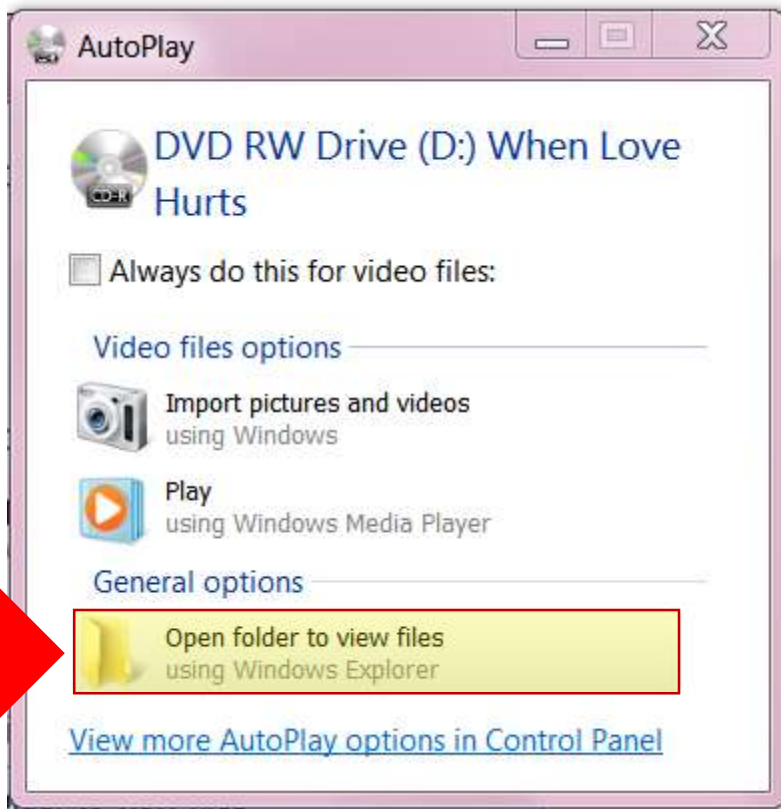 AutoPlay
DVD RW Drive (D:) When Love
Hurts
CD-R
Always do this for video files:
Video files options
Import pictures and videos
using Windows
Play
using Windows Media Player
General options
Open folder to view files
using Windows Explorer
View more AutoPlay options in Control Panel